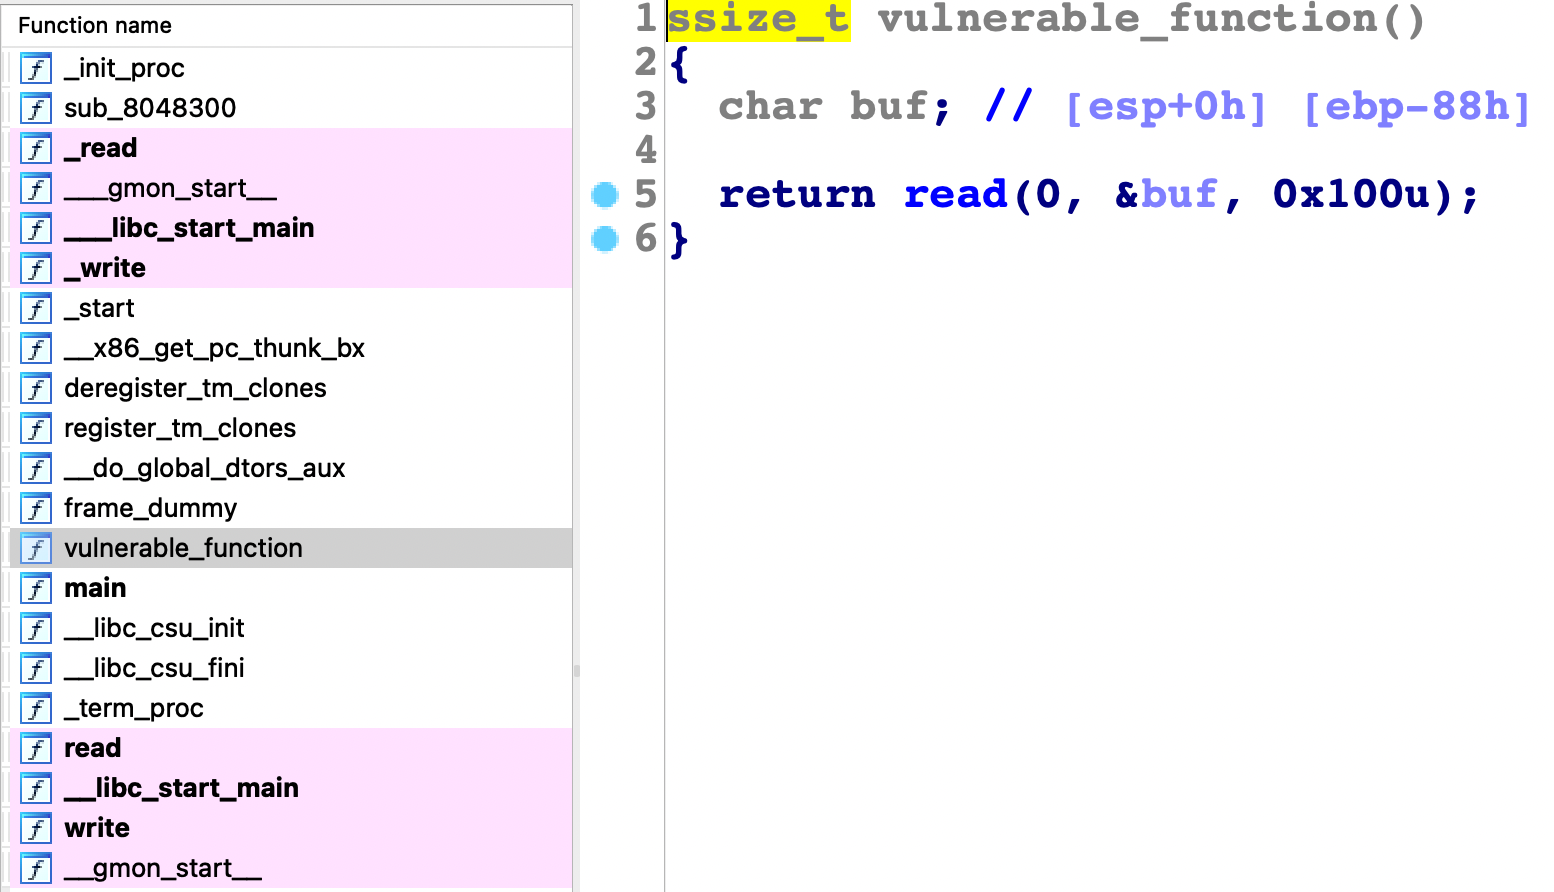 Function name
_init_proc
sub_8048300
_read
___gmon_start__
___libc_start_main
_write
_start
__x86_get_pc_thunk_bx
deregister_tm_clones
register_tm_clones
__do_global_dtors_aux
frame_dummy
vulnerable_function
main
__libc_csu_init
__libc_csu_fini
_term_proc
read
__libc_start_main
write
__gmon_start__
1 ssize_t vulnerable_function()
2 {
3 char buf; // [esp+0h] [ebp-88h]
4
5 return read(0, &buf, 0x100u);
6 }